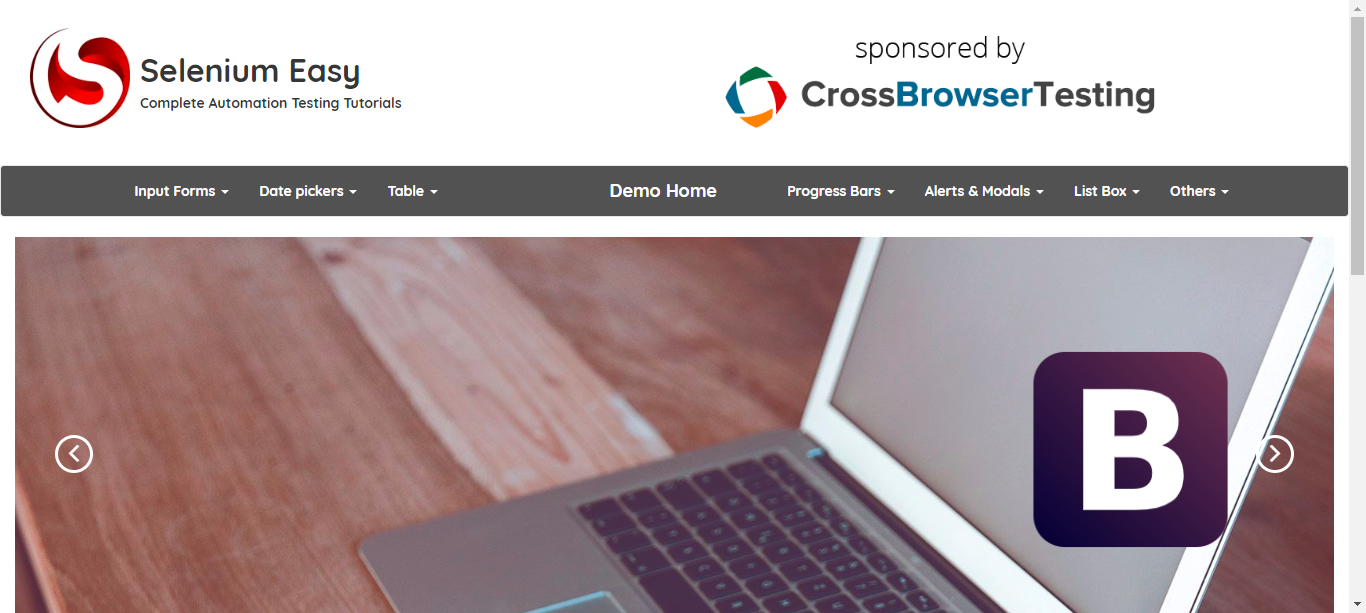 Selenium Easy
Complete Automation Testing Tutorials
sponsored by
CrossBrowserTesting
Input Forms Date pickers Table Demo Home Progress Bars Alerts & Modals List Box Others
B